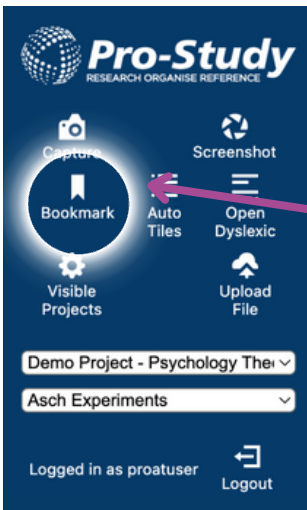 Pro-Study
RESEARCH ORGANISE REFERENCE
Capture Screenshot
Bookmark Auto Tiles Open Dyslexic
Visible Projects Upload File
Demo Project - Psychology The
Asch Experiments
Logged in as proatuser Logout